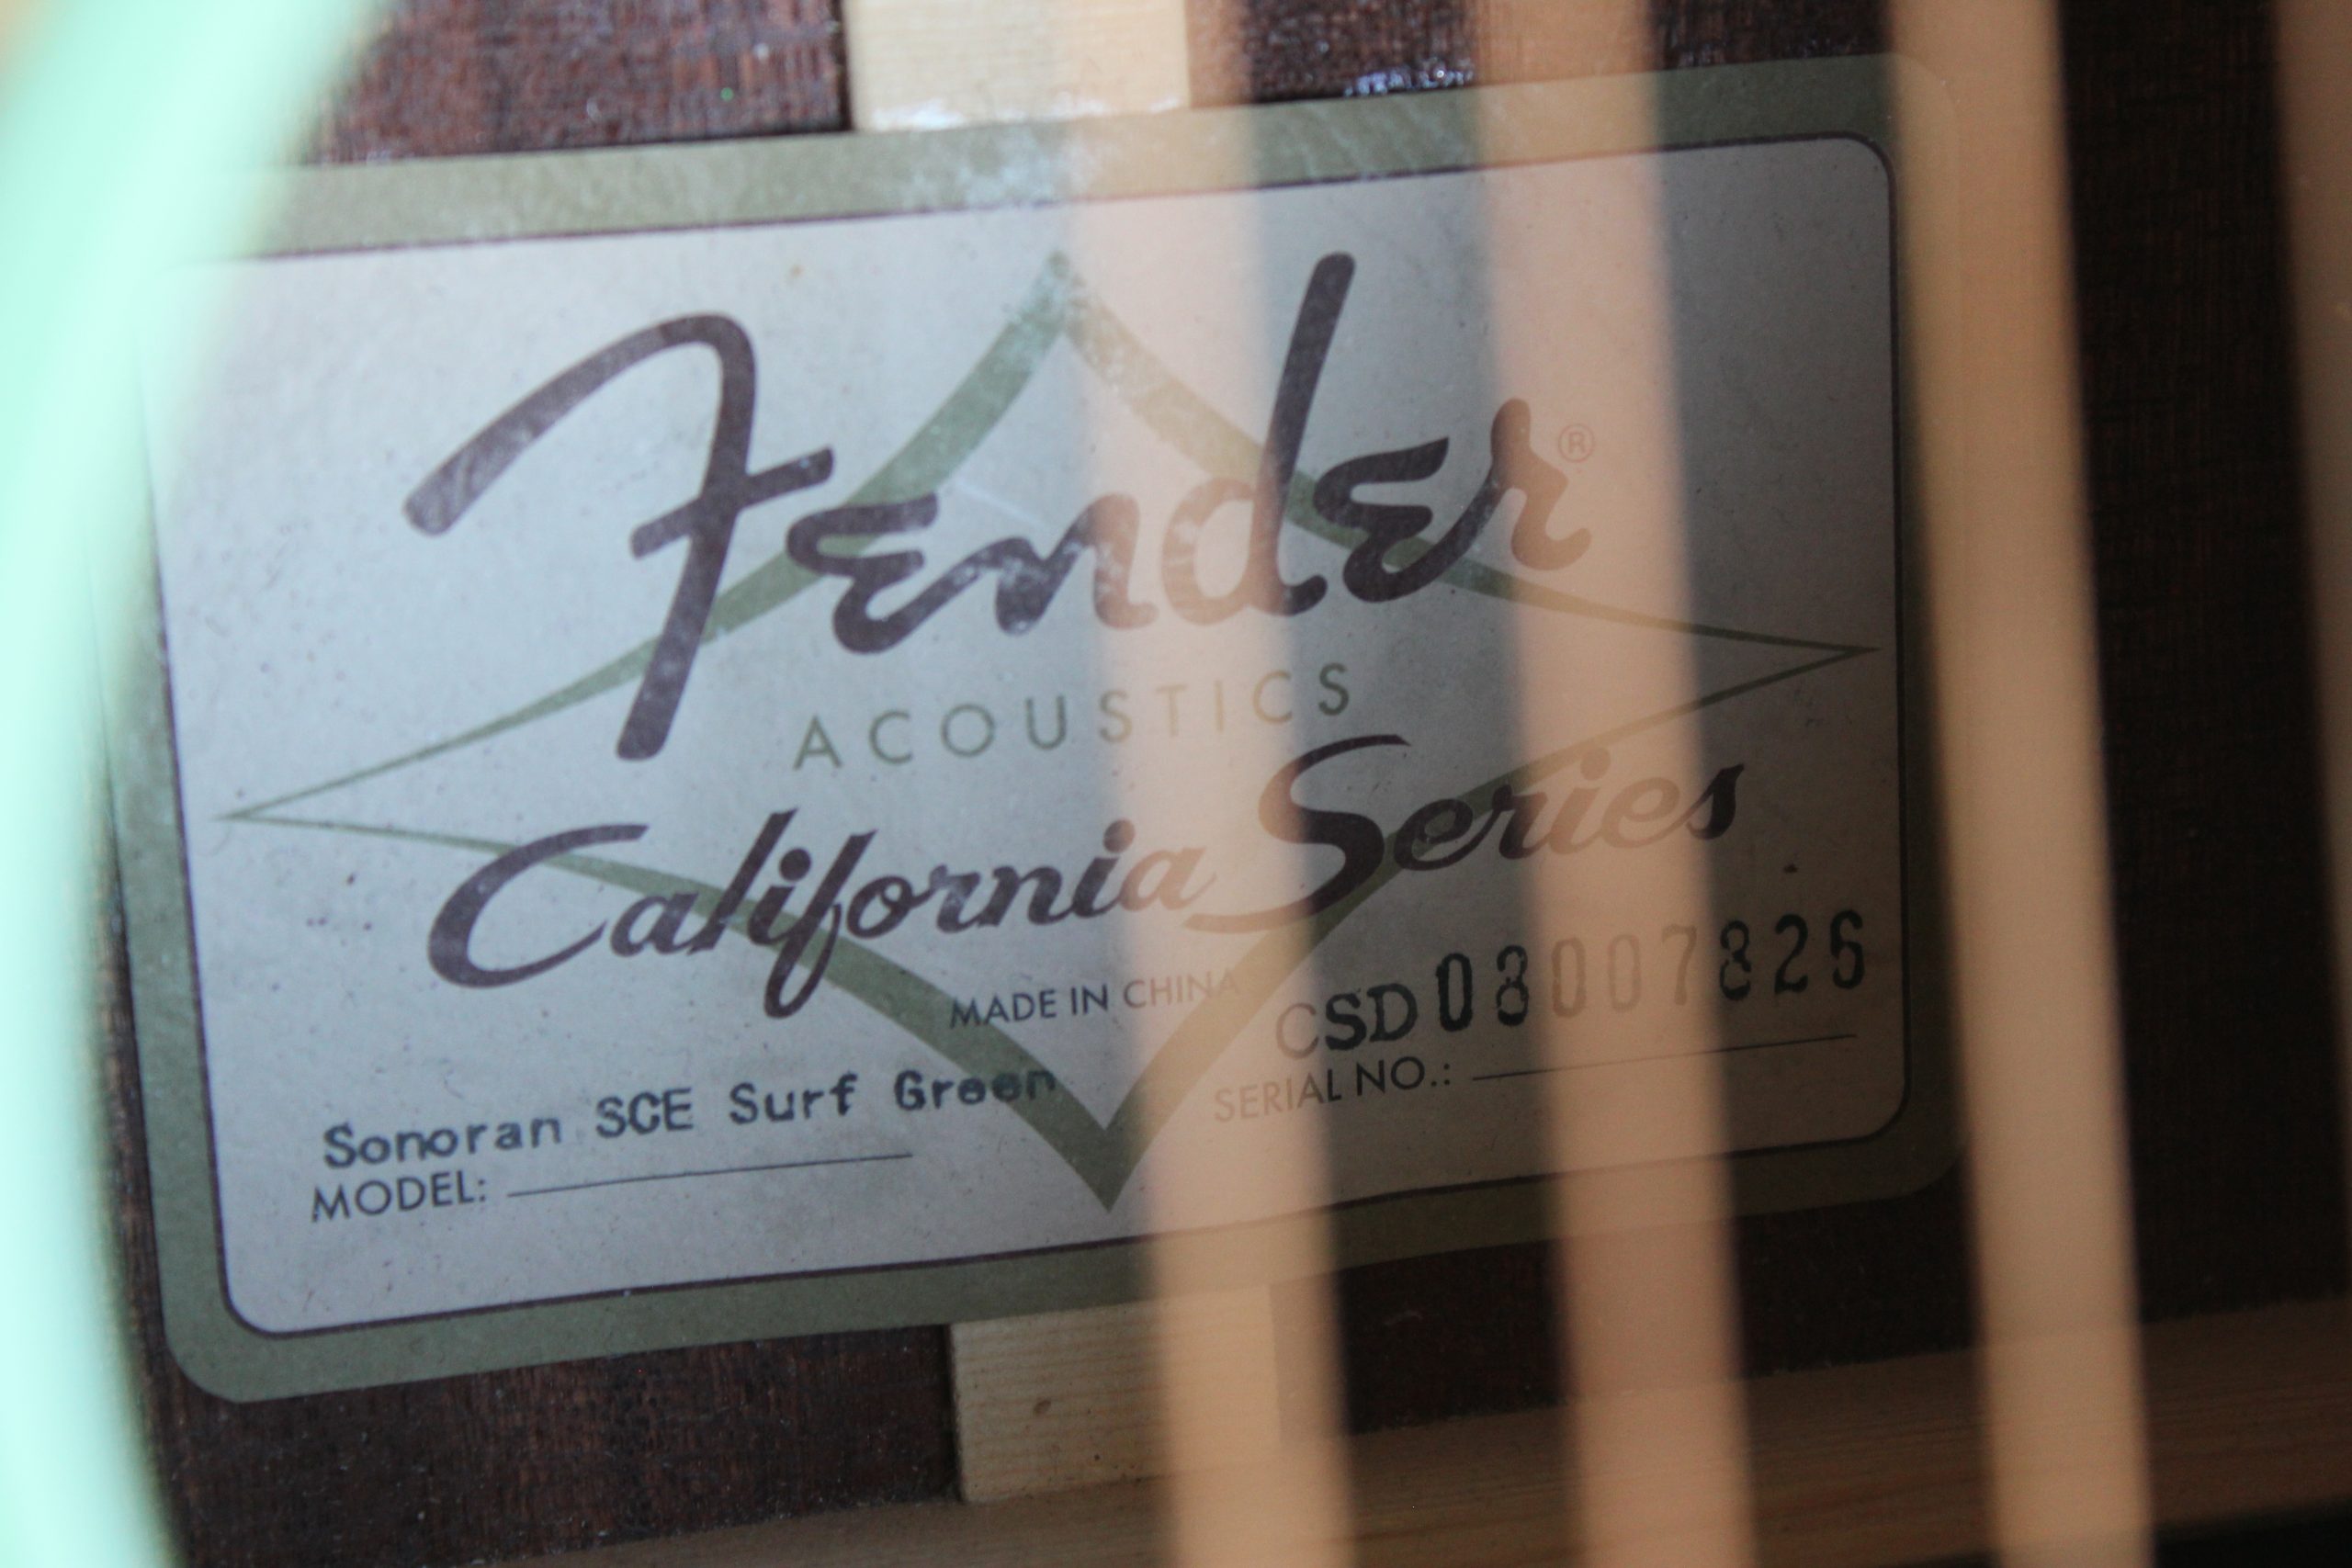 Fender®
ACOUSTICS
California Series
MADE IN CHINA
CSD08007826
SERIAL NO.:
Sonoran SCE Surf Green
MODEL: